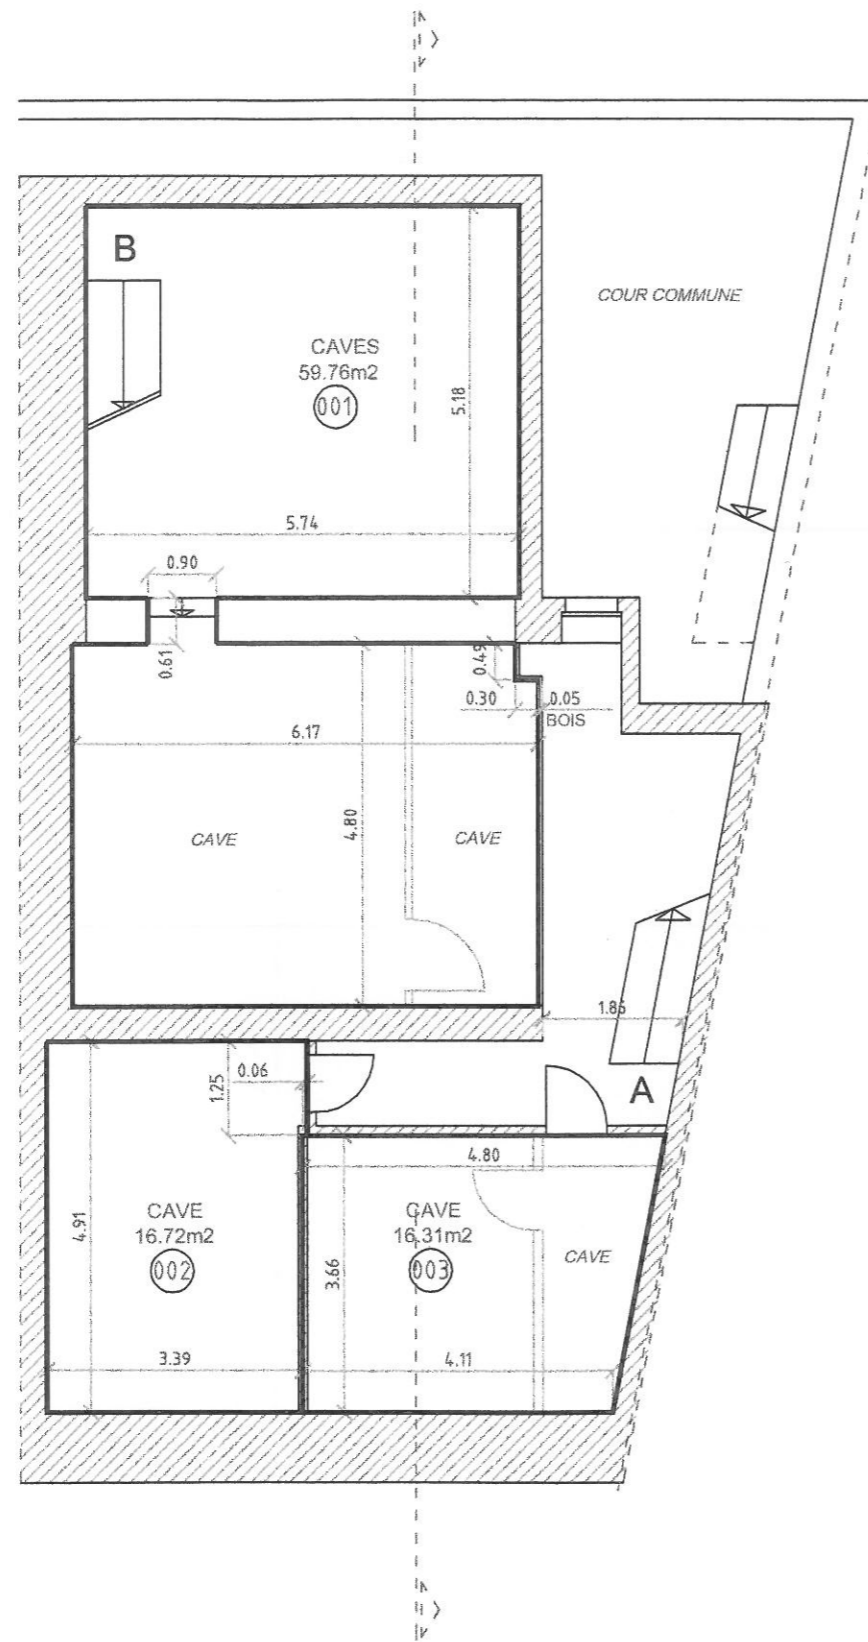 B
COUR COMMUNE
CAVES
59.76m2
001
5.18
5.74
0.90
0.61
0.49
0.30
0.05
BOIS
6.17
4.80
CAVE
CAVE
1.86
0.06
1.25
A
4.80
CAVE
16.72m2
002
CAVE
16.31m2
003
CAVE
4.91
3.66
3.39
4.11